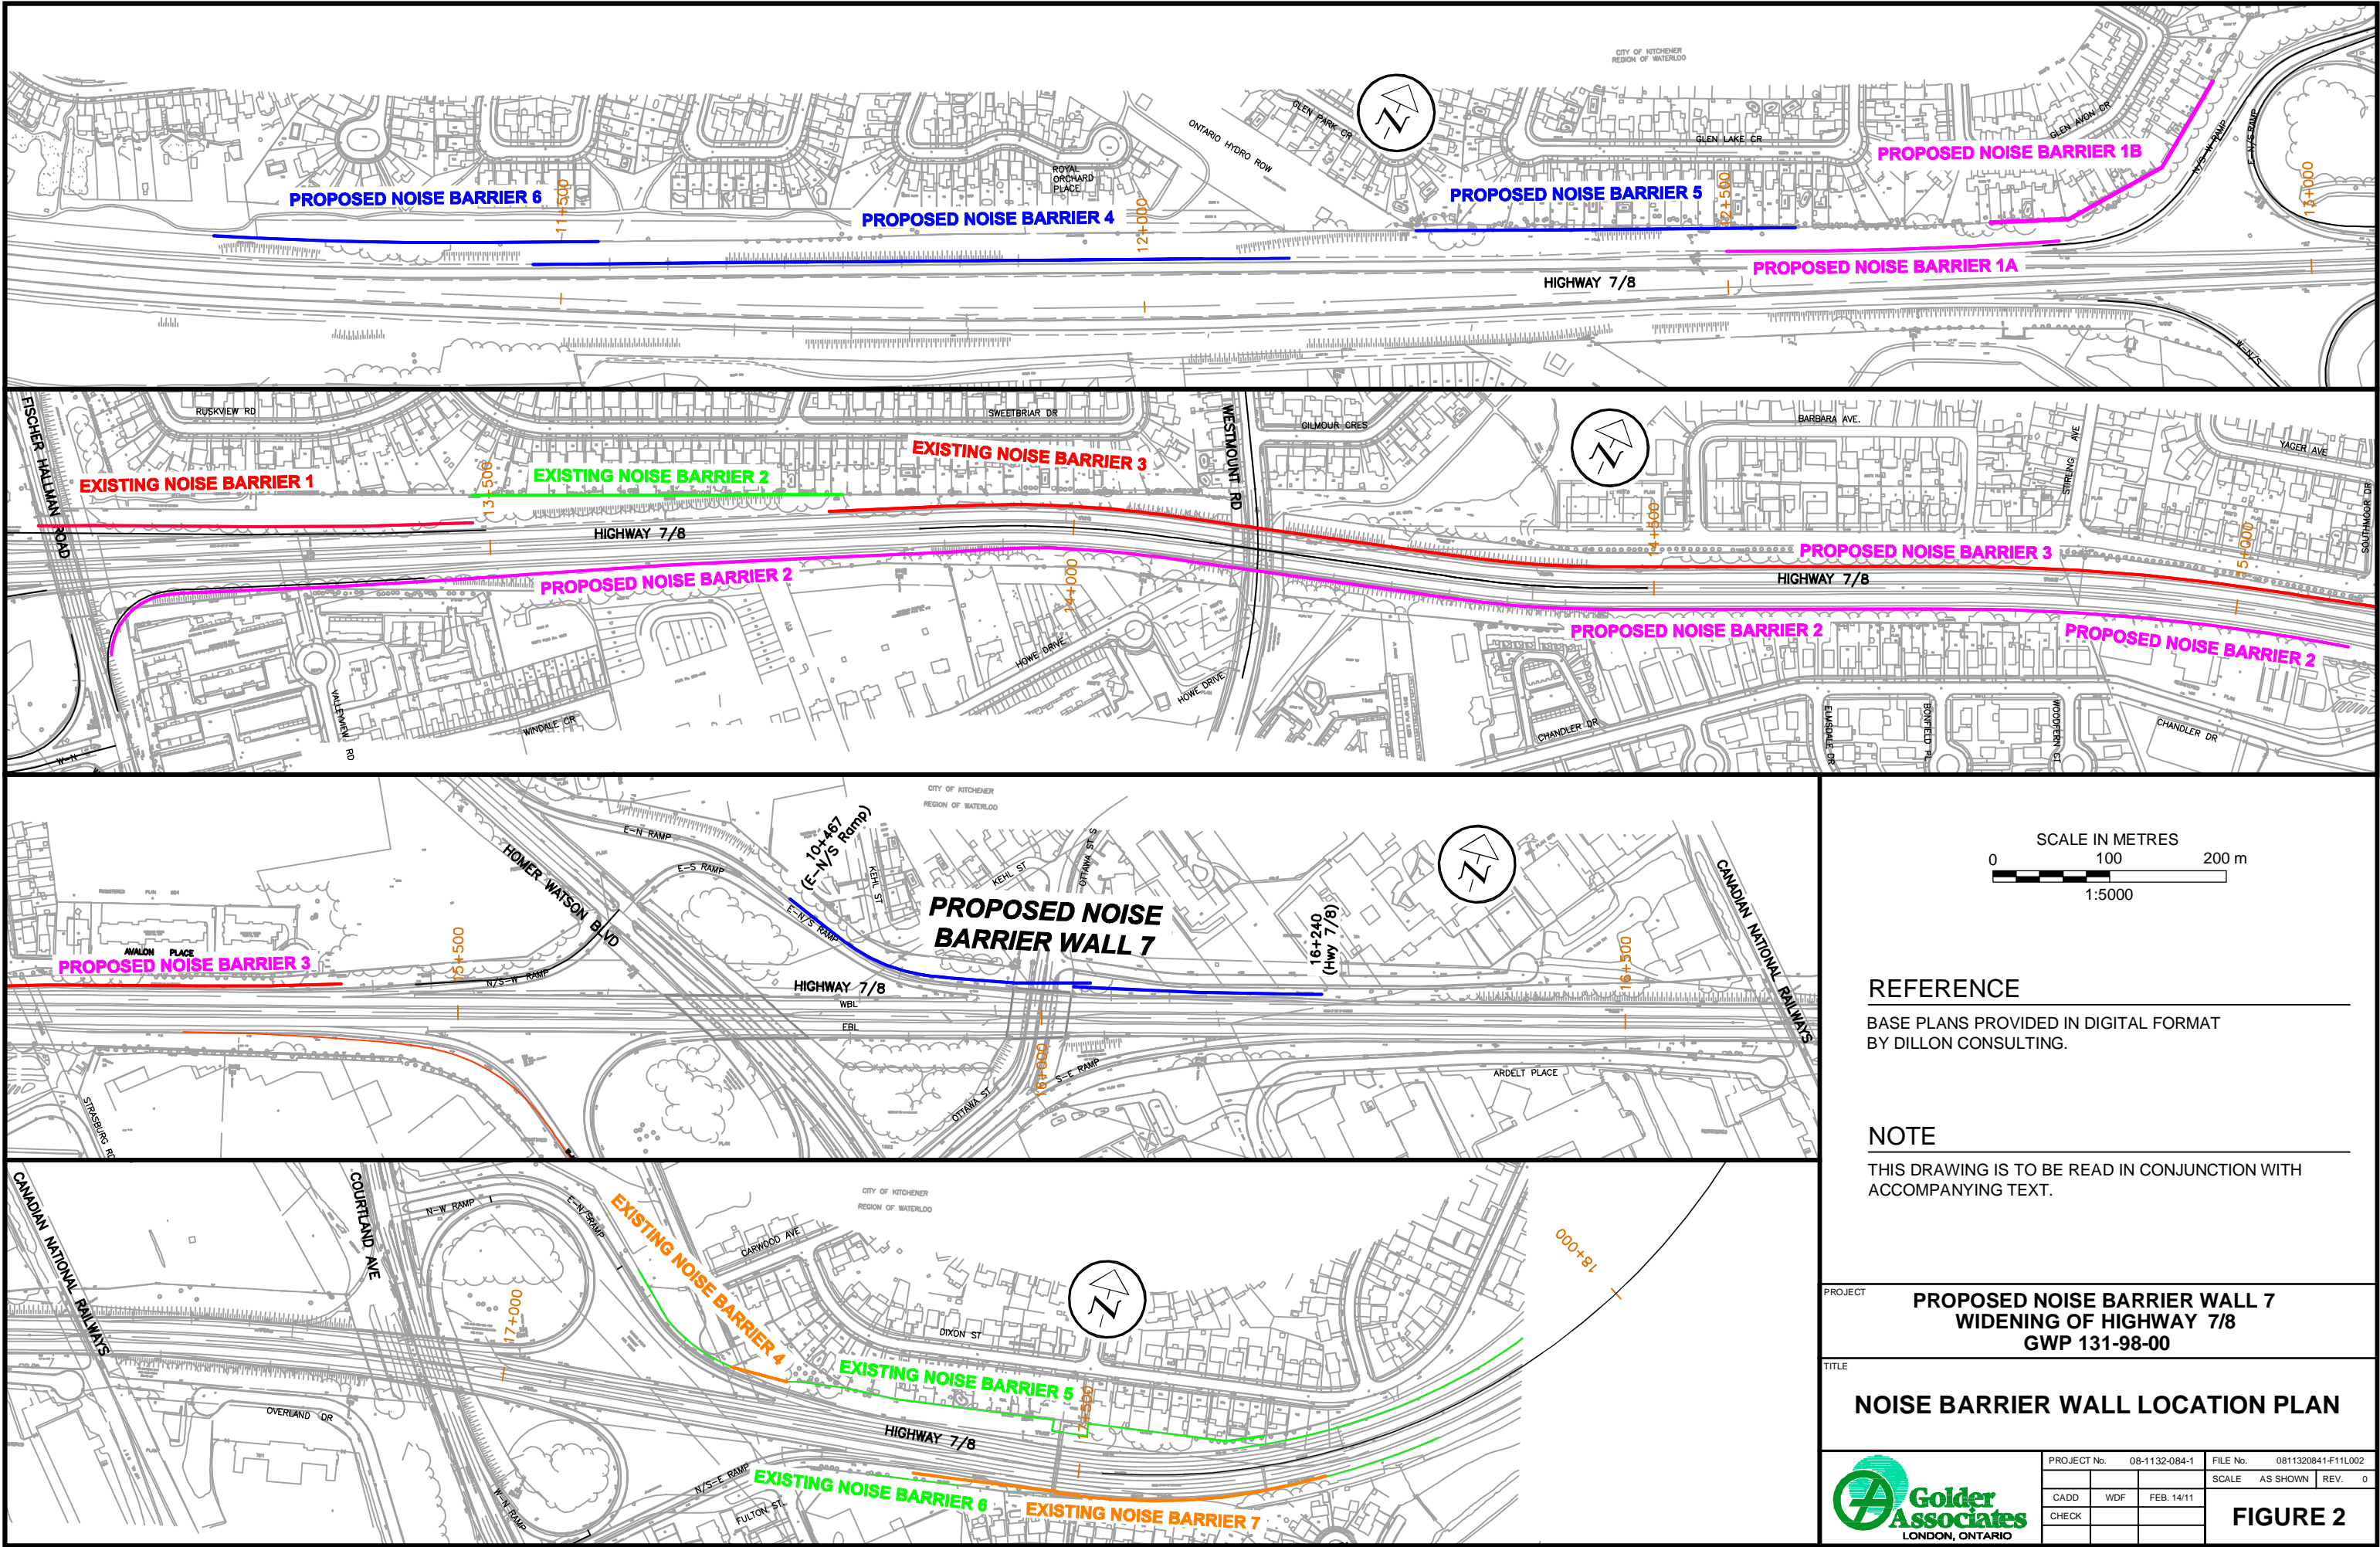 CITY OF KITCHENER
REGION OF WATERLOO
GLEN PARK CR
ONTARIO HYDRO ROW
GLEN LAKE CR
GLEN AVON CR
ROYAL
ORCHARD
PLACE
N/S-W RAMP
E-N/S RAMP
PROPOSED NOISE BARRIER 6
11+500
PROPOSED NOISE BARRIER 4
12+000
PROPOSED NOISE BARRIER 5
12+500
PROPOSED NOISE BARRIER 1B
13+000
PROPOSED NOISE BARRIER 1A
HIGHWAY 7/8
W-N/S
FISCHER HALLMAN ROAD
RUSKVIEW RD
SWEETBRIAR DR
WESTMOUNT RD
GILMOUR CRES
BARBARA AVE.
STIRLING AVE
YAGER AVE
SOUTHMOOR DR
EXISTING NOISE BARRIER 1
13+500
EXISTING NOISE BARRIER 2
EXISTING NOISE BARRIER 3
HIGHWAY 7/8
14+500
PROPOSED NOISE BARRIER 3
15+000
HIGHWAY 7/8
PROPOSED NOISE BARRIER 2
14+000
PROPOSED NOISE BARRIER 2
PROPOSED NOISE BARRIER 2
HOWE DRIVE
HOWE DRIVE
VALLEYVIEW RD
WINDALE CR
W-N
CHANDLER DR
ELMSDALE DR
BONFIELD PL
WOODFERN CT
CHANDLER DR
CITY OF KITCHENER
REGION OF WATERLOO
E-N RAMP
HOMER WATSON BLVD
E-S RAMP
10+467
(E-N/S Ramp)
KEHL ST
KEHL ST
OTTAWA ST S
E-N/S RAMP
PROPOSED NOISE
BARRIER WALL 7
16+240
(Hwy 7/8)
CANADIAN NATIONAL RAILWAYS
AVALON PLACE
PROPOSED NOISE BARRIER 3
15+500
N/S-W RAMP
HIGHWAY 7/8
WBL
EBL
16+500
16+000
S-E RAMP
OTTAWA ST
ARDELT PLACE
STRASBURG RD
SCALE IN METRES
0 100 200 m
1:5000
REFERENCE
BASE PLANS PROVIDED IN DIGITAL FORMAT
BY DILLON CONSULTING.
NOTE
THIS DRAWING IS TO BE READ IN CONJUNCTION WITH
ACCOMPANYING TEXT.
CANADIAN NATIONAL RAILWAYS
COURTLAND AVE
N-W RAMP
E-N/S RAMP
CITY OF KITCHENER
REGION OF WATERLOO
CARWOOD AVE
EXISTING NOISE BARRIER 4
17+000
DIXON ST
18+000
EXISTING NOISE BARRIER 5
17+500
OVERLAND DR
HIGHWAY 7/8
N/S-E RAMP
W-N RAMP
FULTON ST.
EXISTING NOISE BARRIER 6
EXISTING NOISE BARRIER 7
PROJECT
PROPOSED NOISE BARRIER WALL 7
WIDENING OF HIGHWAY 7/8
GWP 131-98-00
TITLE
NOISE BARRIER WALL LOCATION PLAN
Golder
Associates
LONDON, ONTARIO
PROJECT No. 08-1132-084-1
FILE No. 0811320841-F11L002
SCALE AS SHOWN REV. 0
CADD WDF FEB. 14/11
CHECK
FIGURE 2